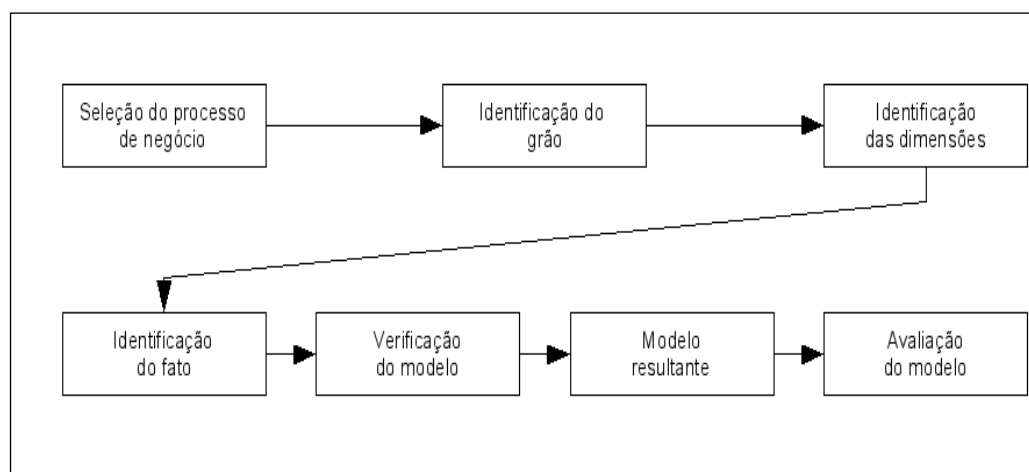 Seleção do processo
de negócio
Identificação do
grão
Identificação
das dimensões
Identificação
do fato
Verificação
do modelo
Modelo
resultante
Avaliação
do modelo